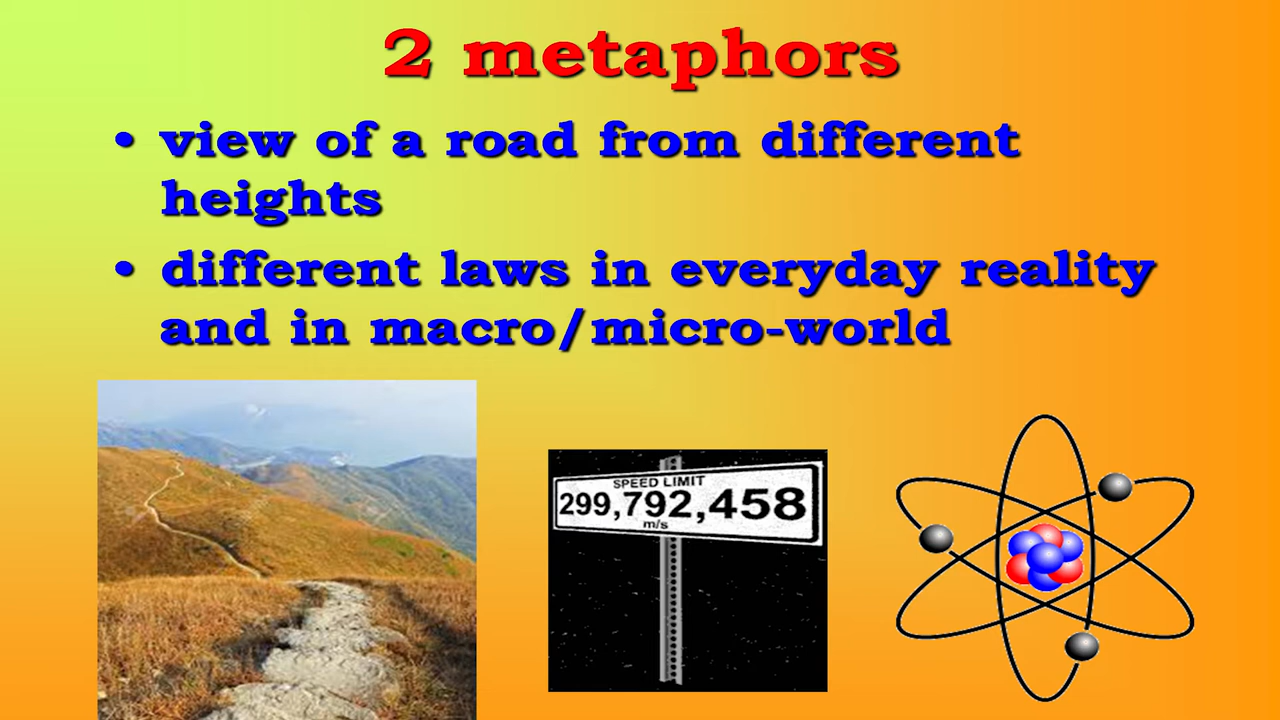 2 metaphors
• view of a road from different
heights
• different laws in everyday reality
and in macro/micro-world
SPEED LIMIT
299,792,458
m/s